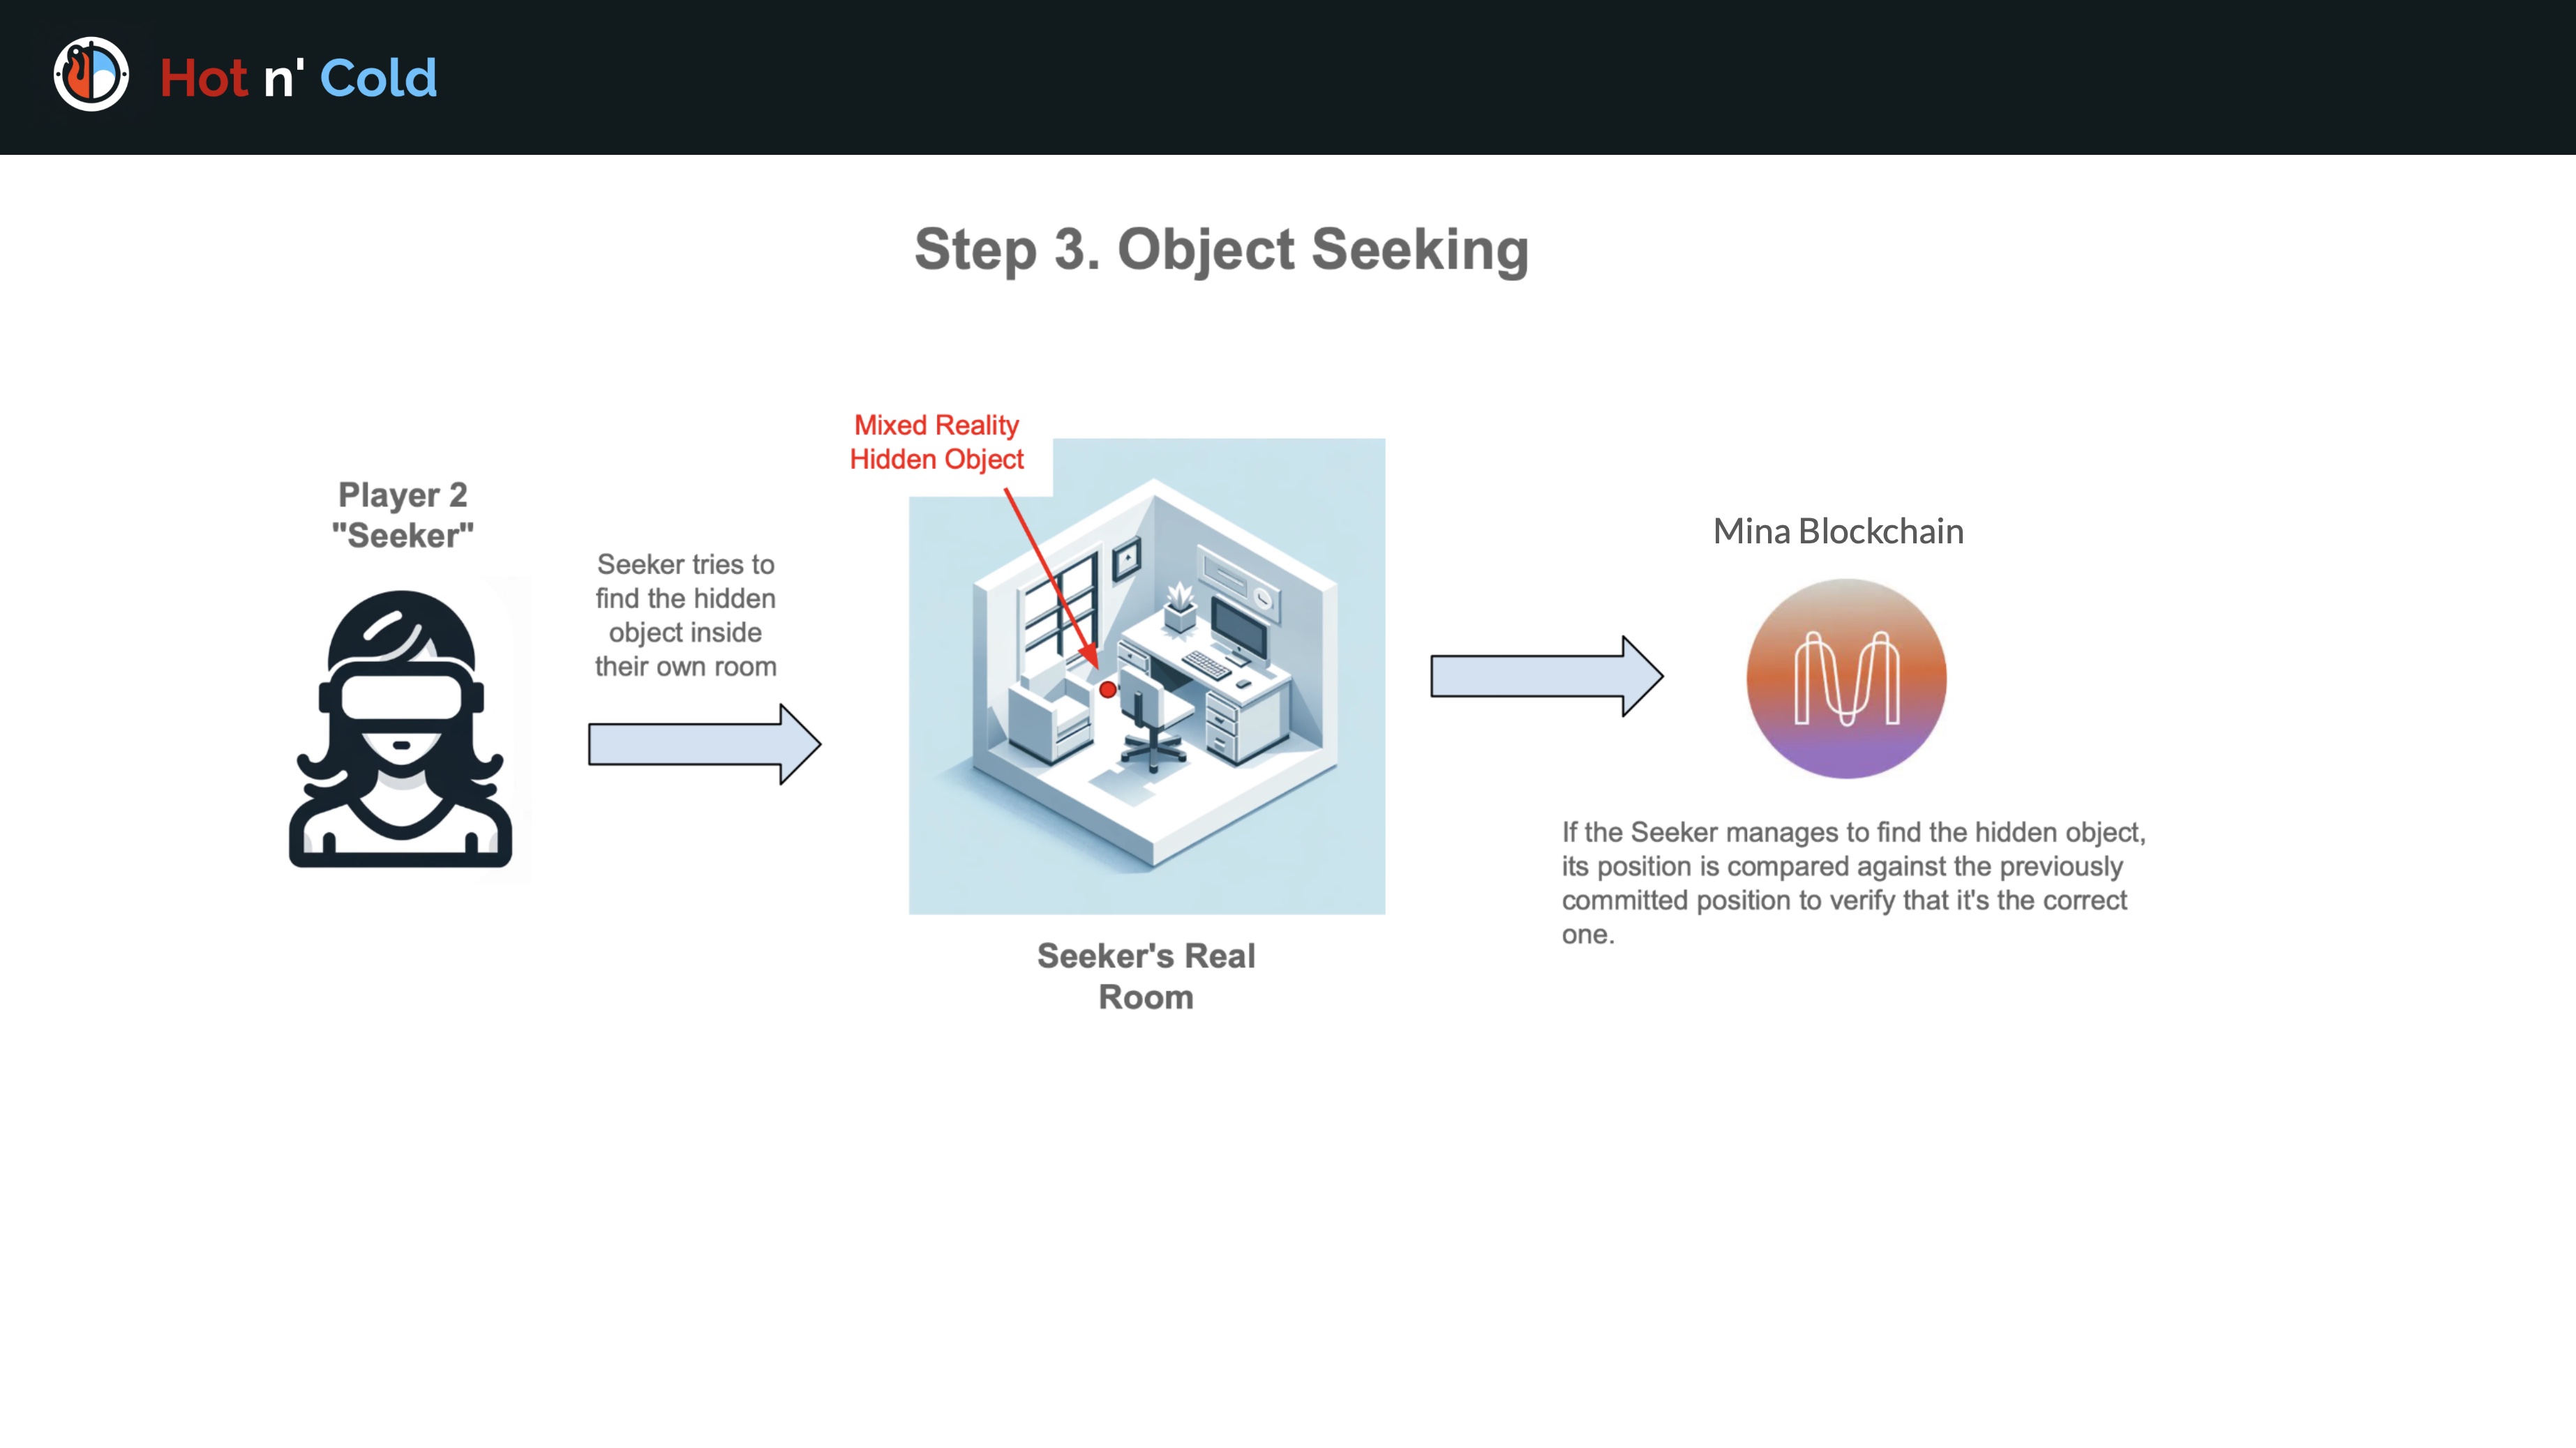 Hot n' Cold
Step 3. Object Seeking
Mixed Reality
Hidden Object
Player 2
"Seeker"
Seeker tries to
find the hidden
object inside
their own room
Seeker's Real
Room
Mina Blockchain
If the Seeker manages to find the hidden object,
its position is compared against the previously
committed position to verify that it's the correct
one.